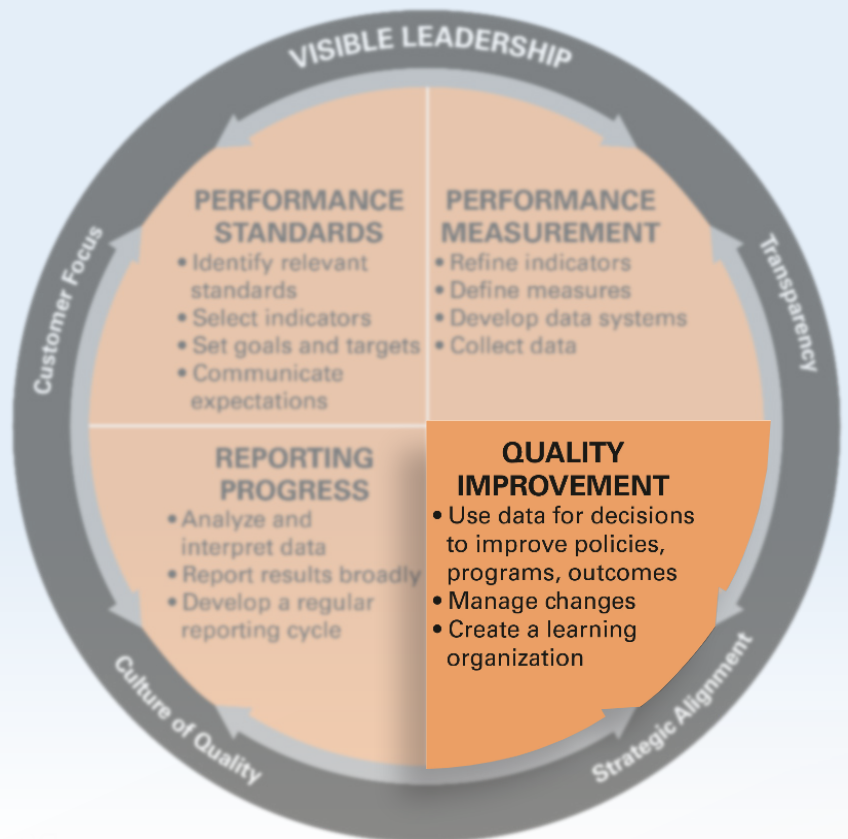 VISIBLE LEADERSHIP
Customer Focus
Transparency
PERFORMANCE
STANDARDS
• Identify relevant
standards
• Select indicators
• Set goals and targets
• Communicate
expectations
PERFORMANCE
MEASUREMENT
• Refine indicators
• Define measures
• Develop data systems
• Collect data
REPORTING
PROGRESS
• Analyze and
interpret data
• Report results broadly
• Develop a regular
reporting cycle
QUALITY
IMPROVEMENT
• Use data for decisions
to improve policies,
programs, outcomes
• Manage changes
• Create a learning
organization
Culture of Quality
Strategic Alignment